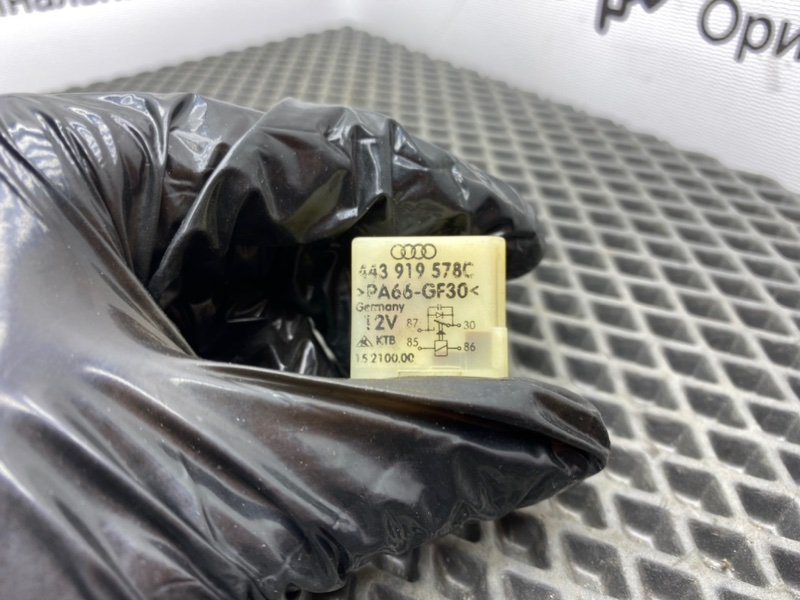 443 919 578C
>PA66-GF30<
Germany
12V
87 30
KTB 85 86
15.2100.00
Ори